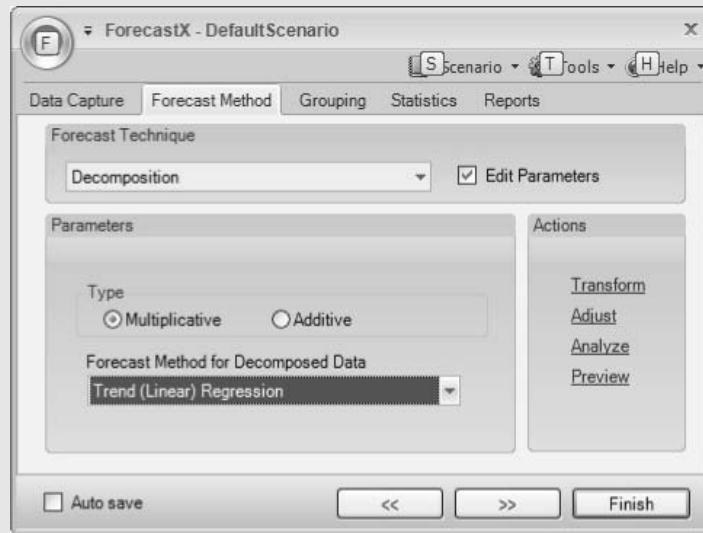 F
ForecastX - DefaultScenario
X
S Scenario T Tools H Help
Data Capture Forecast Method Grouping Statistics Reports
Forecast Technique
Decomposition Edit Parameters
Parameters
Actions
Type
Multiplicative Additive
Forecast Method for Decomposed Data
Trend (Linear) Regression
Transform
Adjust
Analyze
Preview
Auto save << >> Finish